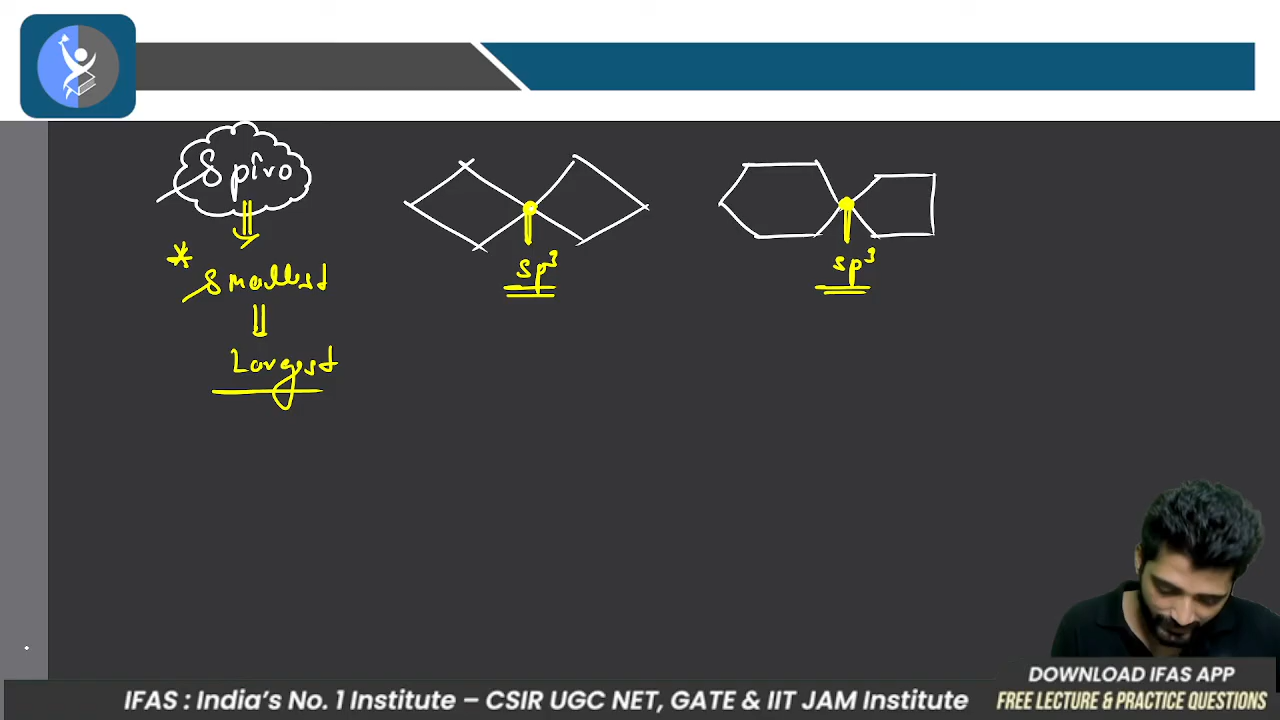 Spiro
* Smallest
Largest
sp³
sp³
DOWNLOAD IFAS APP
FREE LECTURE & PRACTICE QUESTIONS
IFAS : India's No. 1 Institute – CSIR UGC NET, GATE & IIT JAM Institute